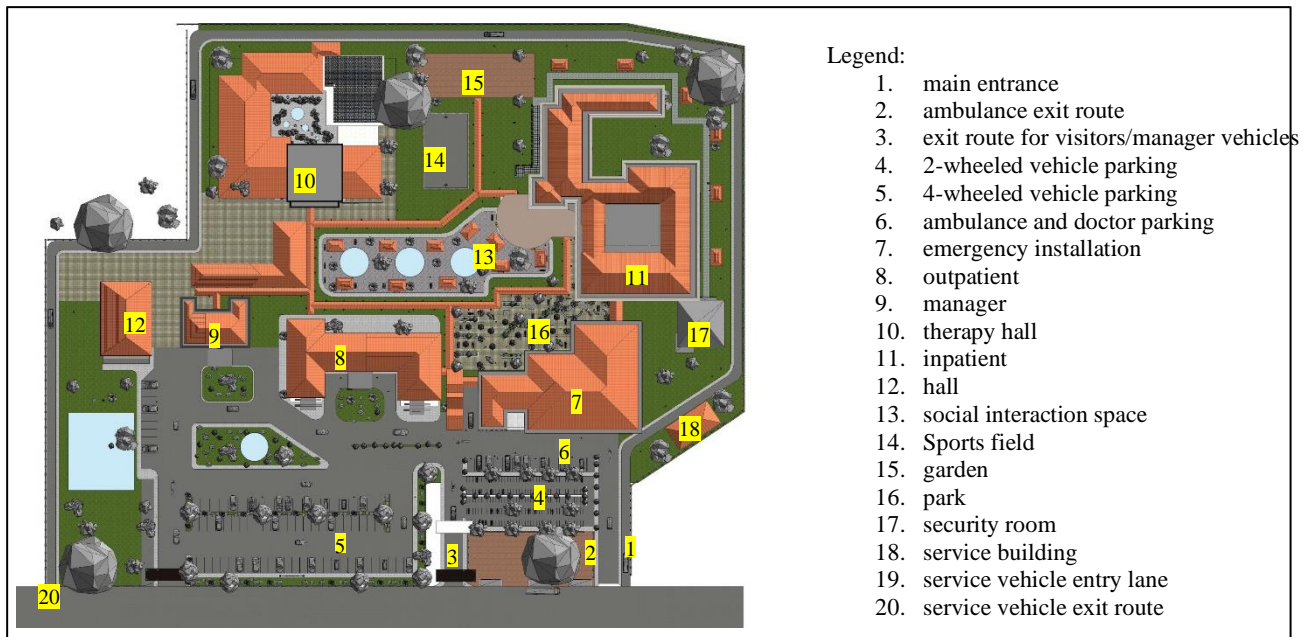 15
14
10
13
11
12
9
16
17
8
7
18
6
4
5
3
2
1
20
Legend:
1. main entrance
2. ambulance exit route
3. exit route for visitors/manager vehicles
4. 2-wheeled vehicle parking
5. 4-wheeled vehicle parking
6. ambulance and doctor parking
7. emergency installation
8. outpatient
9. manager
10. therapy hall
11. inpatient
12. hall
13. social interaction space
14. Sports field
15. garden
16. park
17. security room
18. service building
19. service vehicle entry lane
20. service vehicle exit route